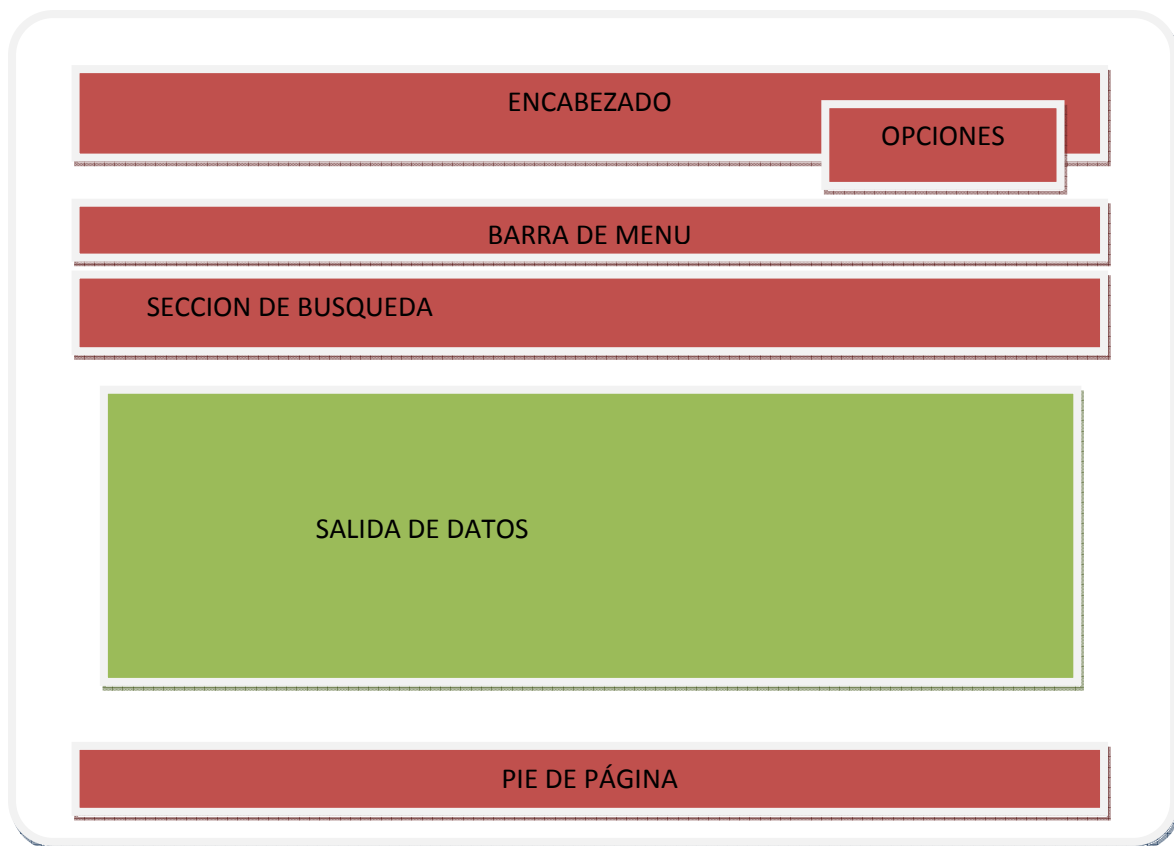 ENCABEZADO
OPCIONES
BARRA DE MENU
SECCION DE BUSQUEDA
SALIDA DE DATOS
PIE DE PÁGINA